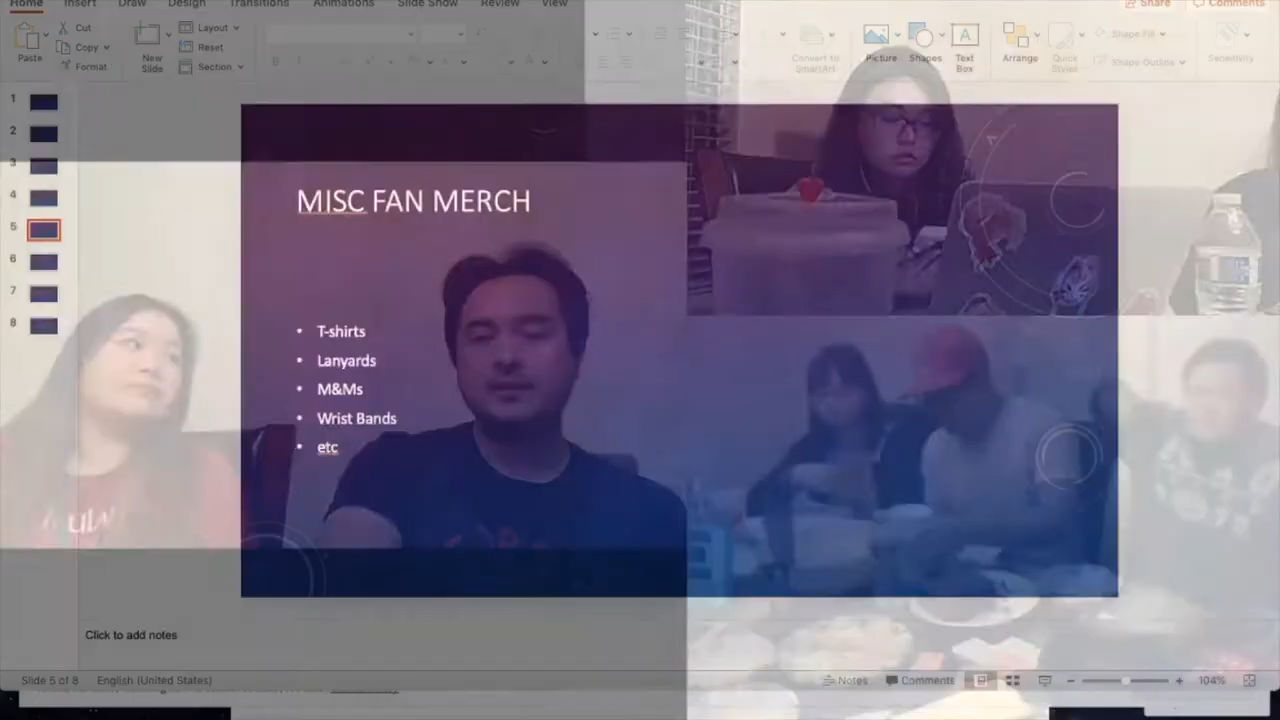 Home Insert Draw Design Transitions Animations Slide Show Review View Share Comments
Cut
Copy
Format
Paste
New
Slide
Layout
Reset
Section
Convert to
SmartArt
Picture
Shapes
Text
Box
Arrange
Quick
Styles
Shape Fill
Shape Outline
Sensitivity
1
2
3
4
5
6
7
8
MISC FAN MERCH
• T-shirts
• Lanyards
• M&Ms
• Wrist Bands
• etc
Click to add notes
Slide 5 of 8 English (United States) Notes Comments 104%